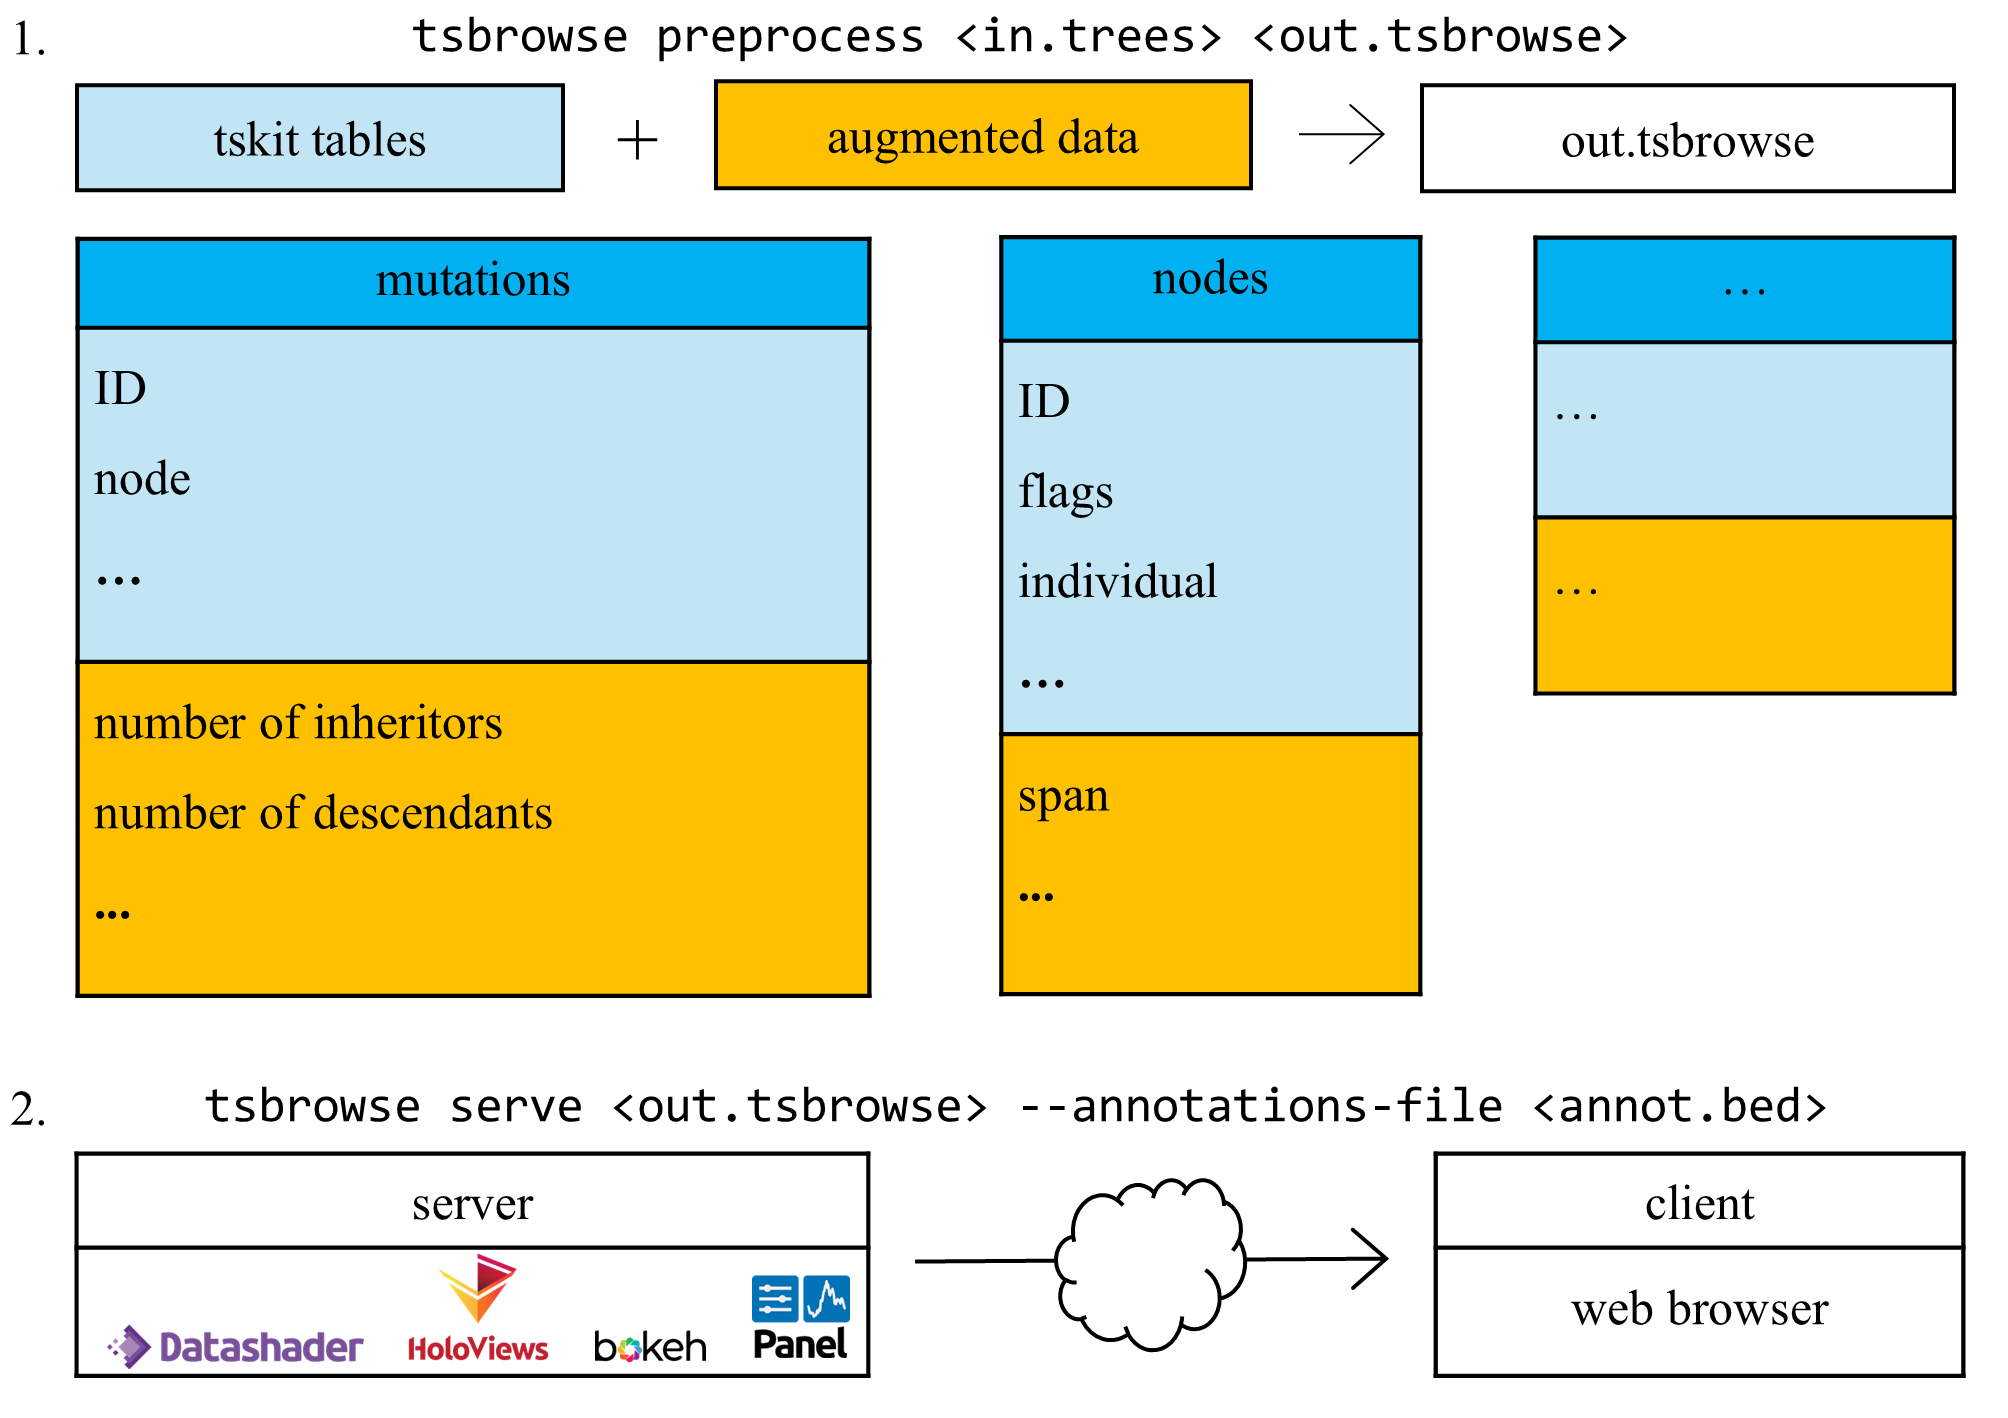 1.
tsbrowse preprocess <in.trees> <out.tsbrowse>
tskit tables
+
augmented data
out.tsbrowse
mutations
ID
node
...
number of inheritors
number of descendants
...
nodes
ID
flags
individual
...
span
...
...
...
...
2.
tsbrowse serve <out.tsbrowse> --annotations-file <annot.bed>
server
Datashader
HoloViews
bokeh
Panel
client
web browser